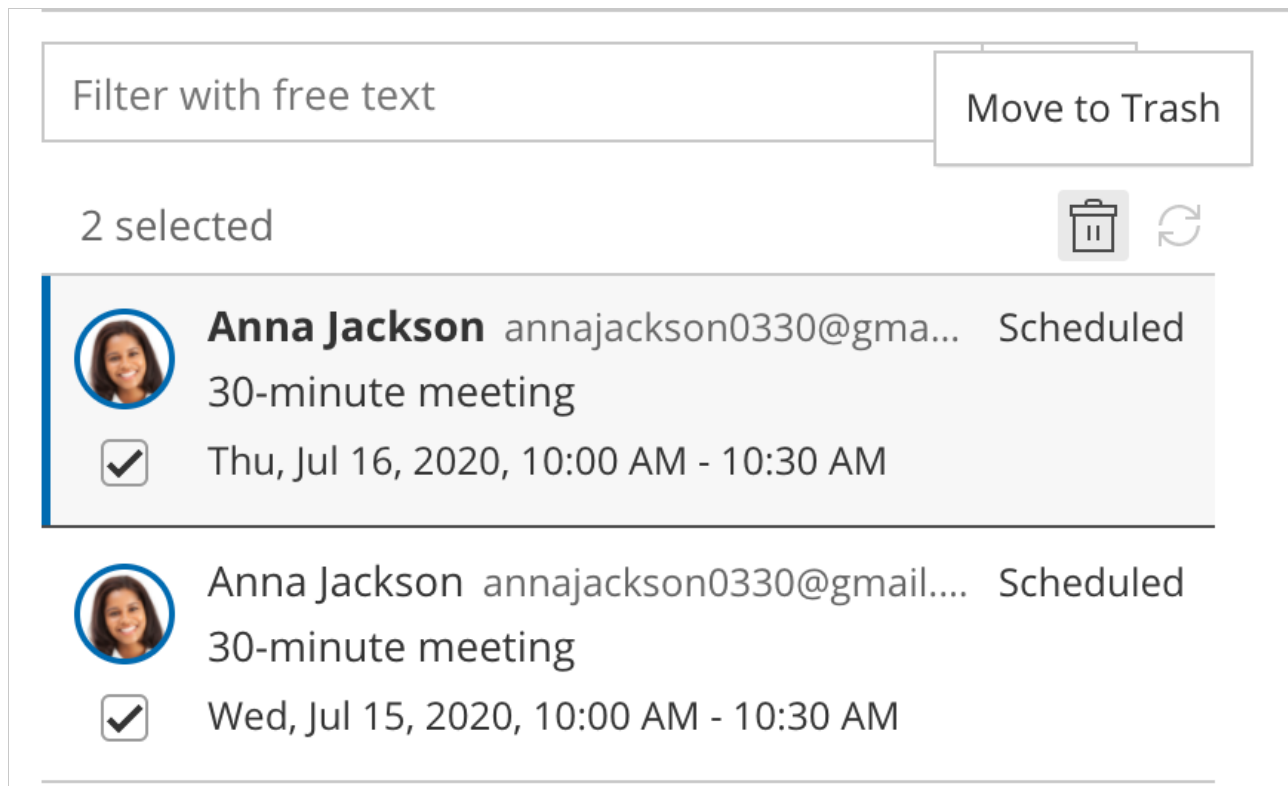 Filter with free text
Move to Trash
2 selected
Anna Jackson annajackson0330@gma... Scheduled
30-minute meeting
Thu, Jul 16, 2020, 10:00 AM - 10:30 AM
Anna Jackson annajackson0330@gmail.... Scheduled
30-minute meeting
Wed, Jul 15, 2020, 10:00 AM - 10:30 AM